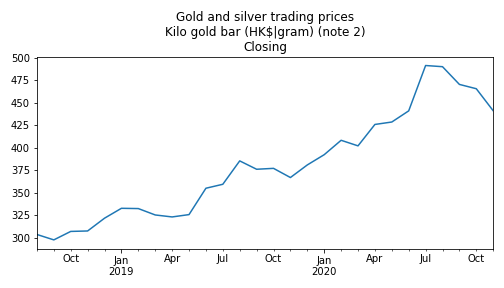 Gold and silver trading prices
Kilo gold bar (HK$|gram) (note 2)
Closing
500
475
450
425
400
375
350
325
300
Oct Jan Apr Jul Oct Jan Apr Jul Oct
2019 2020